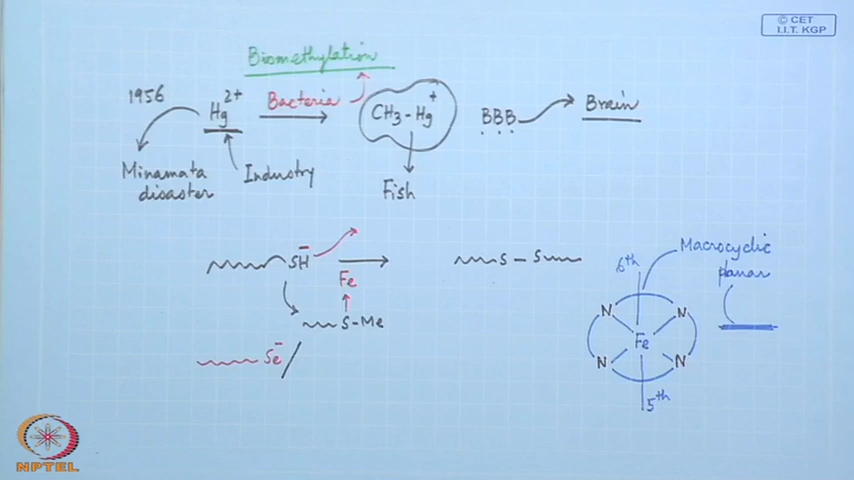 © CET
I.I.T. KGP
Biomethylation
1956
Hg2+
Bacteria
CH3-Hg+
BBB
Brain
Minamata
disaster
Industry
Fish
SH-
Fe
S-S
S-Me
Se-
Macrocyclic
planar
6th
N
N
Fe
N
N
5th
NPTEL